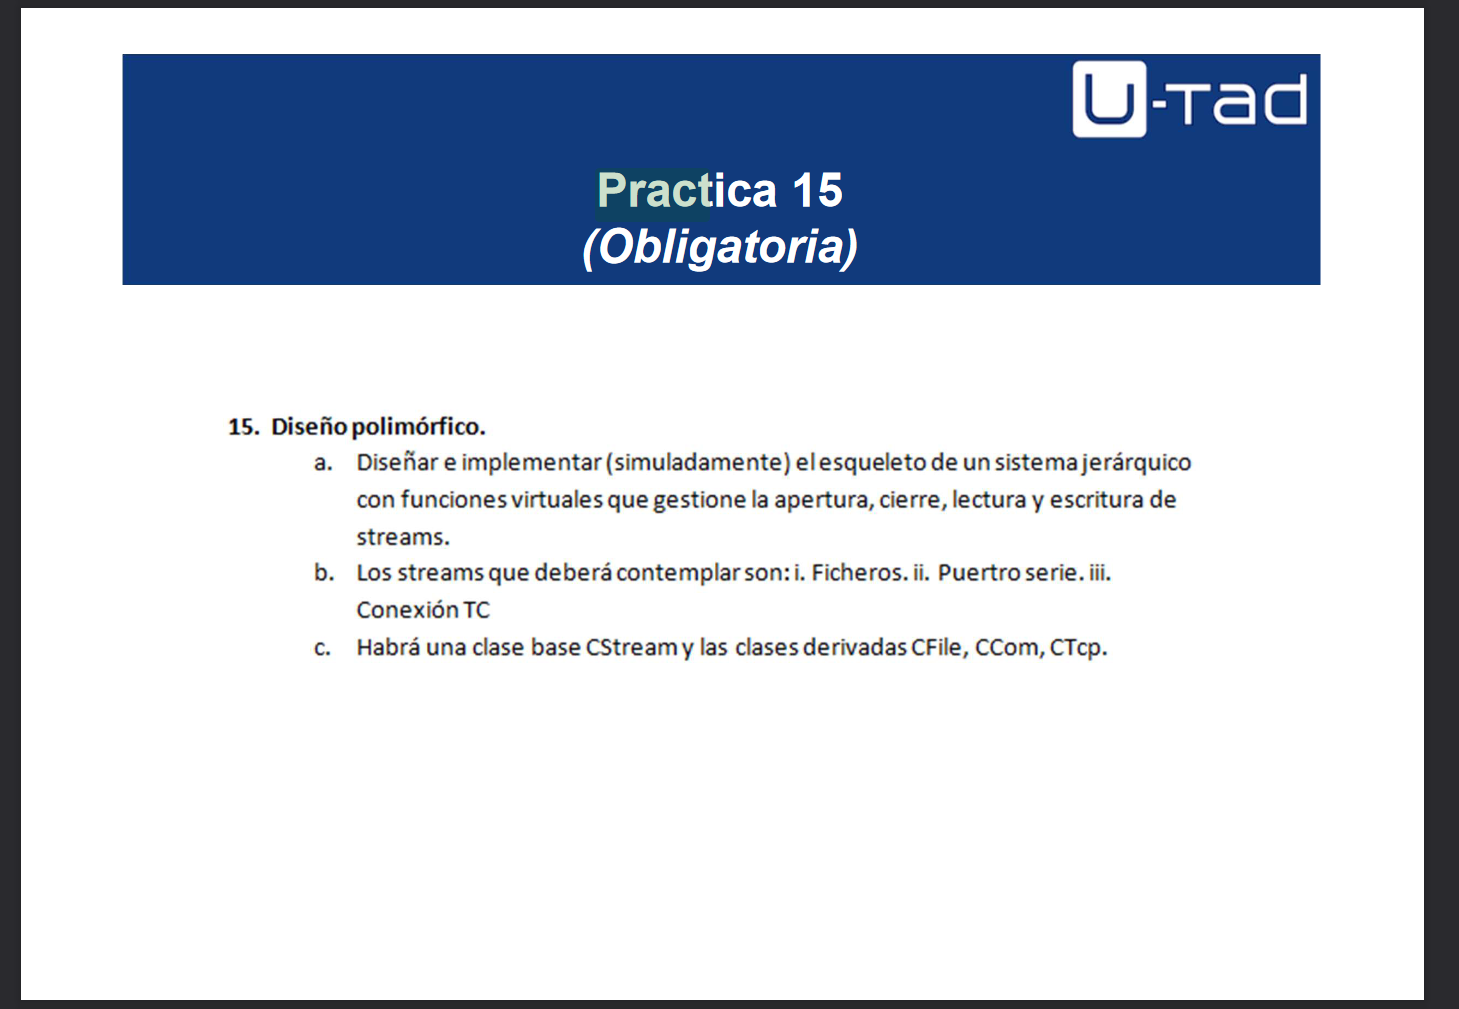 U-Tad
Practica 15
(Obligatoria)
15. Diseño polimórfico.
a. Diseñar e implementar (simuladamente) el esqueleto de un sistema jerárquico
con funciones virtuales que gestione la apertura, cierre, lectura y escritura de
streams.
b. Los streams que deberá contemplar son: i. Ficheros. ii. Puertro serie. iii.
Conexión TC
c. Habrá una clase base CStream y las clases derivadas CFile, CCom, CTcp.